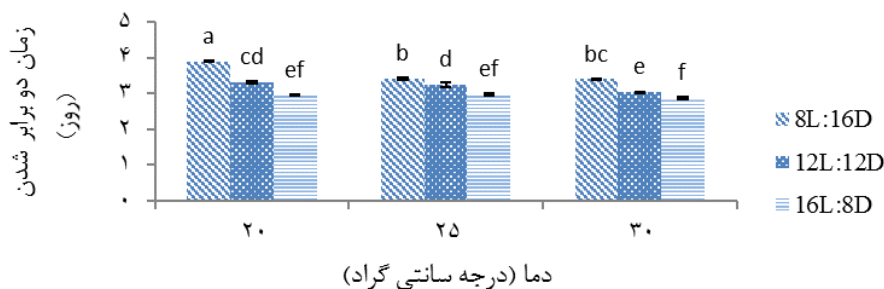 زمان دو برابر شدن
(روز)
۵
۴
۳
۲
۱
۰
a
cd
ef
b
d
ef
bc
e
f
۲۰
۲۵
۳۰
دما (درجه سانتی گراد)
8L:16D
12L:12D
16L:8D